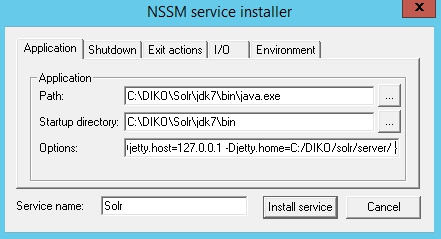 NSSM service installer
x
Application Shutdown Exit actions I/O Environment
Application
Path: C:\DIKO\Solr\jdk7\bin\java.exe ...
Startup directory: C:\DIKO\Solr\jdk7\bin ...
Options: jetty.host=127.0.0.1 -Djetty.home=C:/DIKO/solr/server/
Service name: Solr Install service Cancel